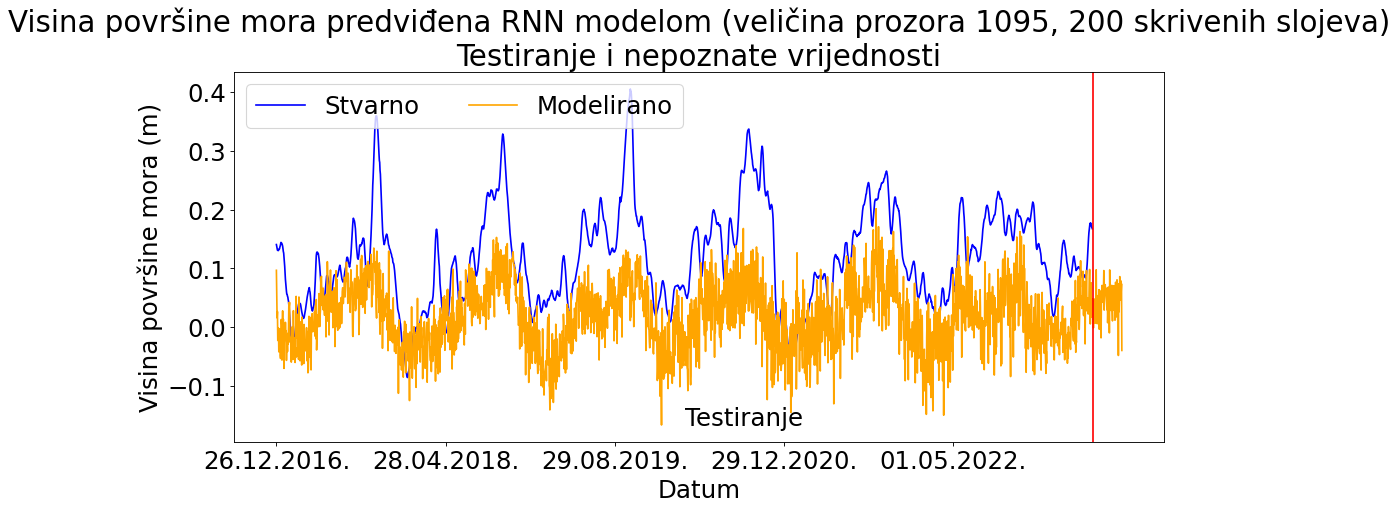 Visina površine mora predviđena RNN modelom (veličina prozora 1095, 200 skrivenih slojeva)
Testiranje i nepoznate vrijednosti
Stvarno
Modelirano
Visina površine mora (m)
0.4
0.3
0.2
0.1
0.0
−0.1
Testiranje
26.12.2016.
28.04.2018.
29.08.2019.
29.12.2020.
01.05.2022.
Datum